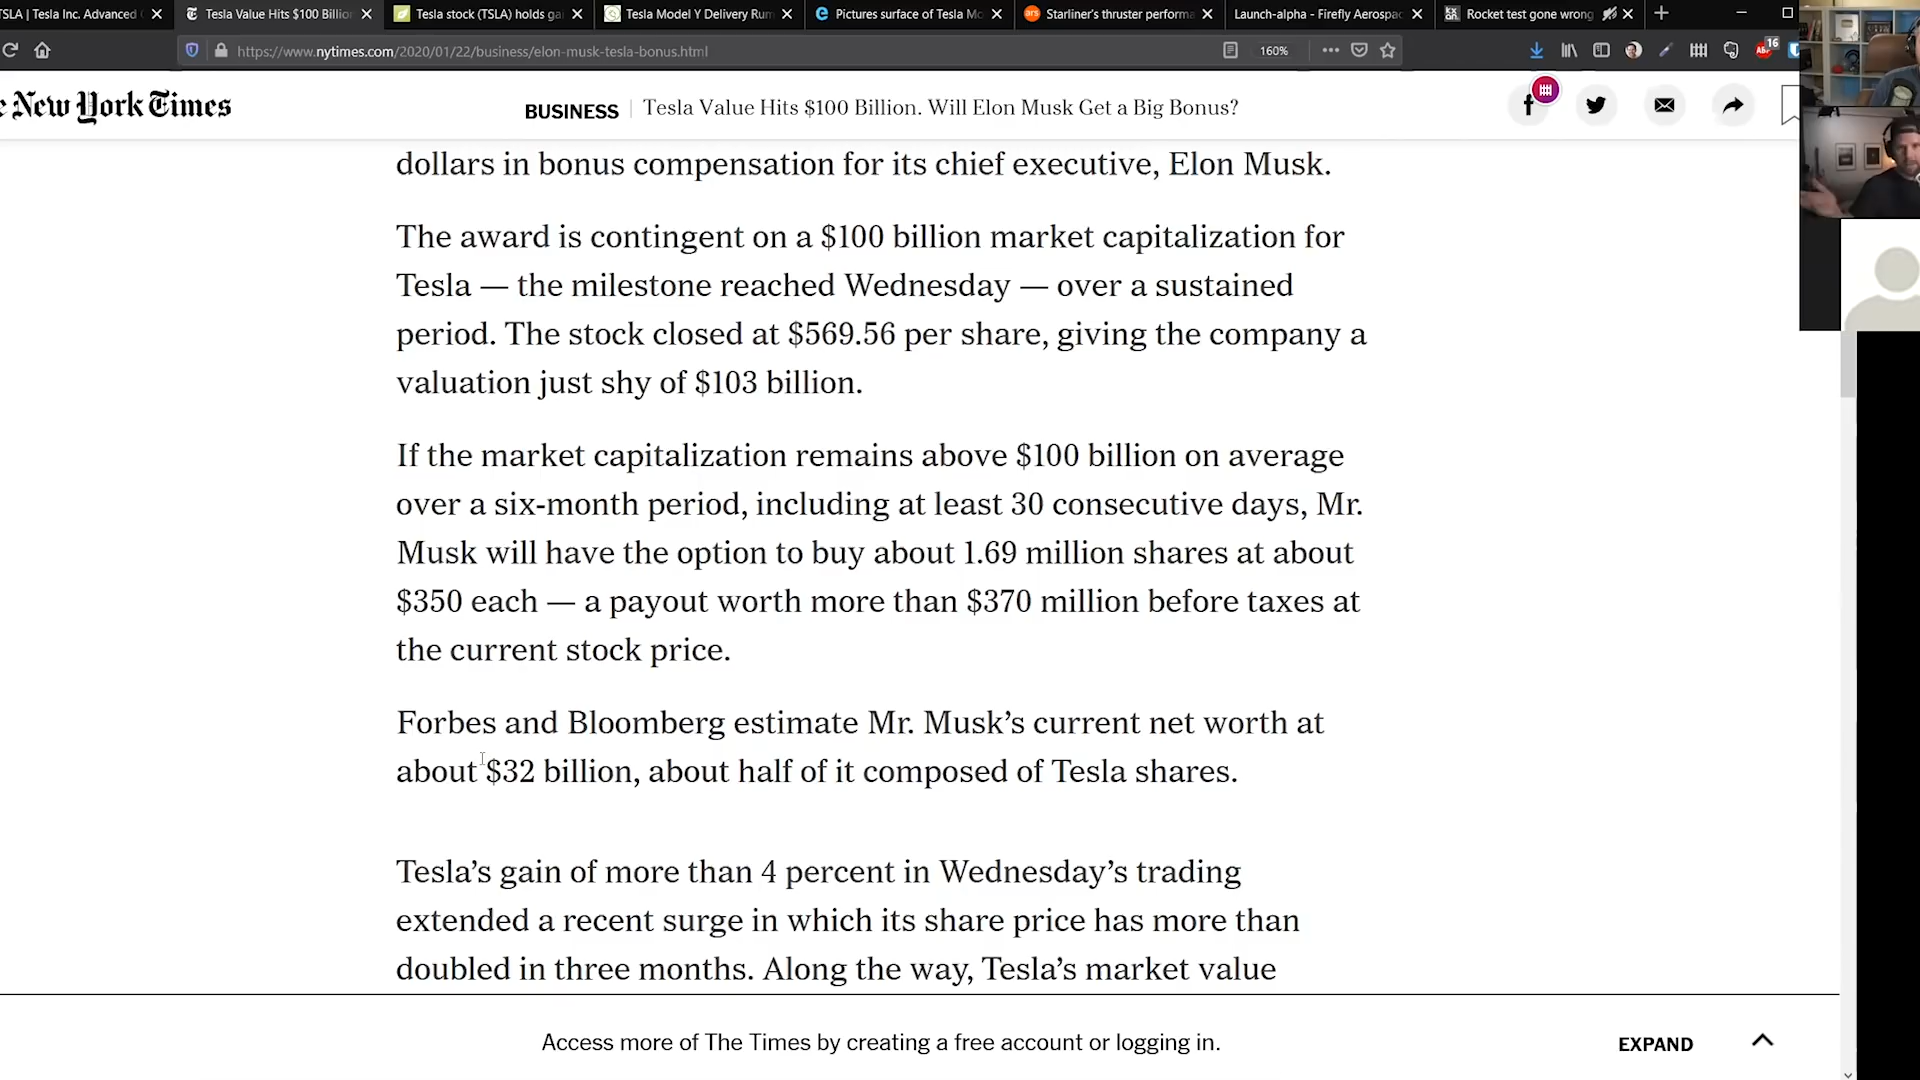 TSLA | Tesla Inc. Advanced
Tesla Value Hits $100 Billio
Tesla stock (TSLA) holds ga
Tesla Model Y Delivery Rum
Pictures surface of Tesla Mo
ars
Starliner's thruster performa
Launch-alpha - Firefly Aerospac
Rocket test gone wrong
https://www.nytimes.com/2020/01/22/business/elon-musk-tesla-bonus.html
160%
16
New York Times
BUSINESS | Tesla Value Hits $100 Billion. Will Elon Musk Get a Big Bonus?
dollars in bonus compensation for its chief executive, Elon Musk.
The award is contingent on a $100 billion market capitalization for
Tesla — the milestone reached Wednesday — over a sustained
period. The stock closed at $569.56 per share, giving the company a
valuation just shy of $103 billion.
If the market capitalization remains above $100 billion on average
over a six-month period, including at least 30 consecutive days, Mr.
Musk will have the option to buy about 1.69 million shares at about
$350 each — a payout worth more than $370 million before taxes at
the current stock price.
Forbes and Bloomberg estimate Mr. Musk’s current net worth at
about $32 billion, about half of it composed of Tesla shares.
Tesla’s gain of more than 4 percent in Wednesday’s trading
extended a recent surge in which its share price has more than
doubled in three months. Along the way, Tesla’s market value
Access more of The Times by creating a free account or logging in.
EXPAND